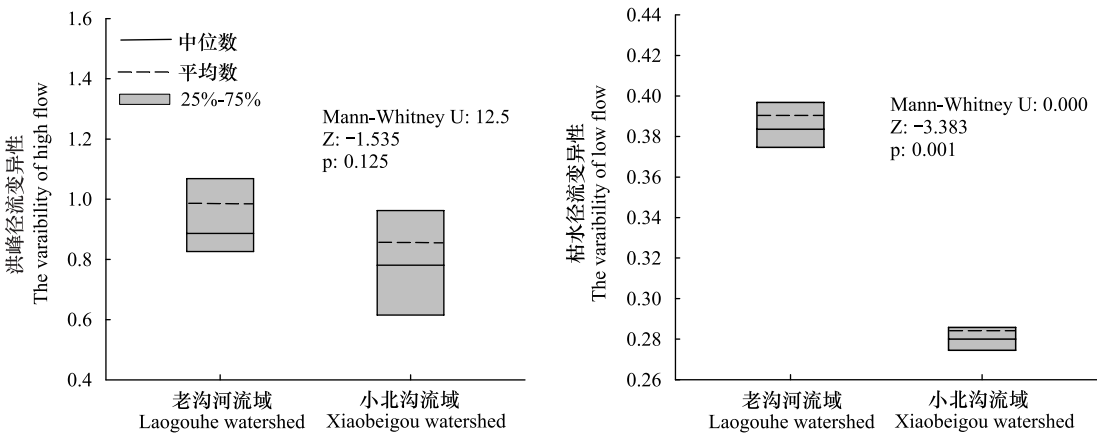 1.6
1.4
1.2
1.0
0.8
0.6
0.4
洪峰径流变异性
The varaibility of high flow
中位数
平均数
25%-75%
Mann-Whitney U: 12.5
Z: −1.535
p: 0.125
老沟河流域
Laogouhe watershed
小北沟流域
Xiaobeigou watershed
0.44
0.42
0.40
0.38
0.36
0.34
0.32
0.30
0.28
0.26
枯水径流变异性
The varaibility of low flow
Mann-Whitney U: 0.000
Z: −3.383
p: 0.001
老沟河流域
Laogouhe watershed
小北沟流域
Xiaobeigou watershed